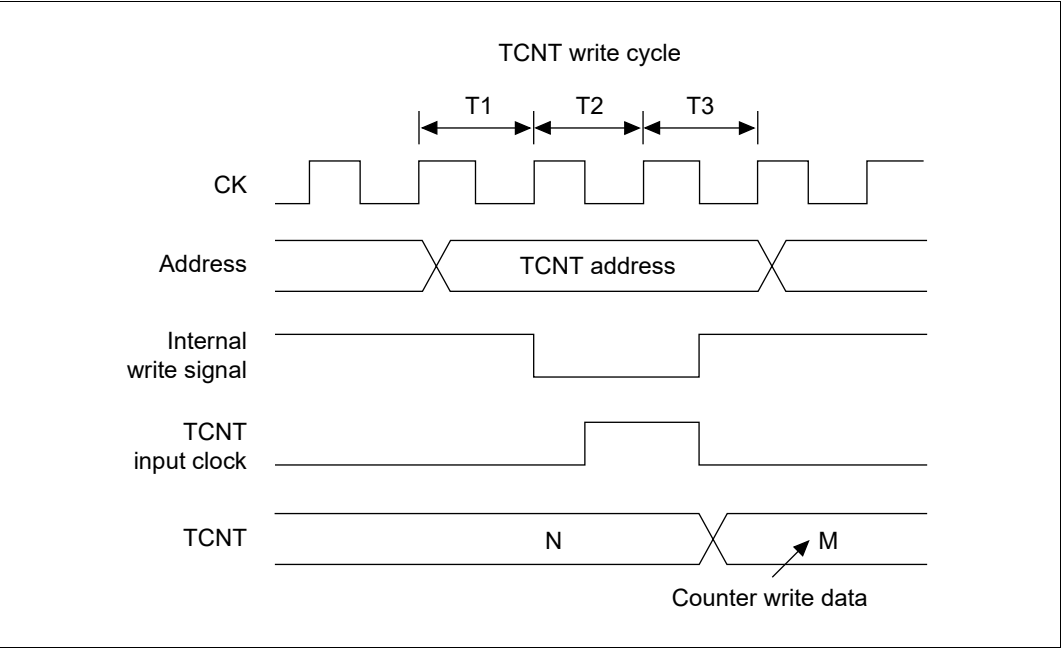 TCNT write cycle
T1 T2 T3
CK
Address
TCNT address
Internal
write signal
TCNT
input clock
TCNT
N
M
Counter write data